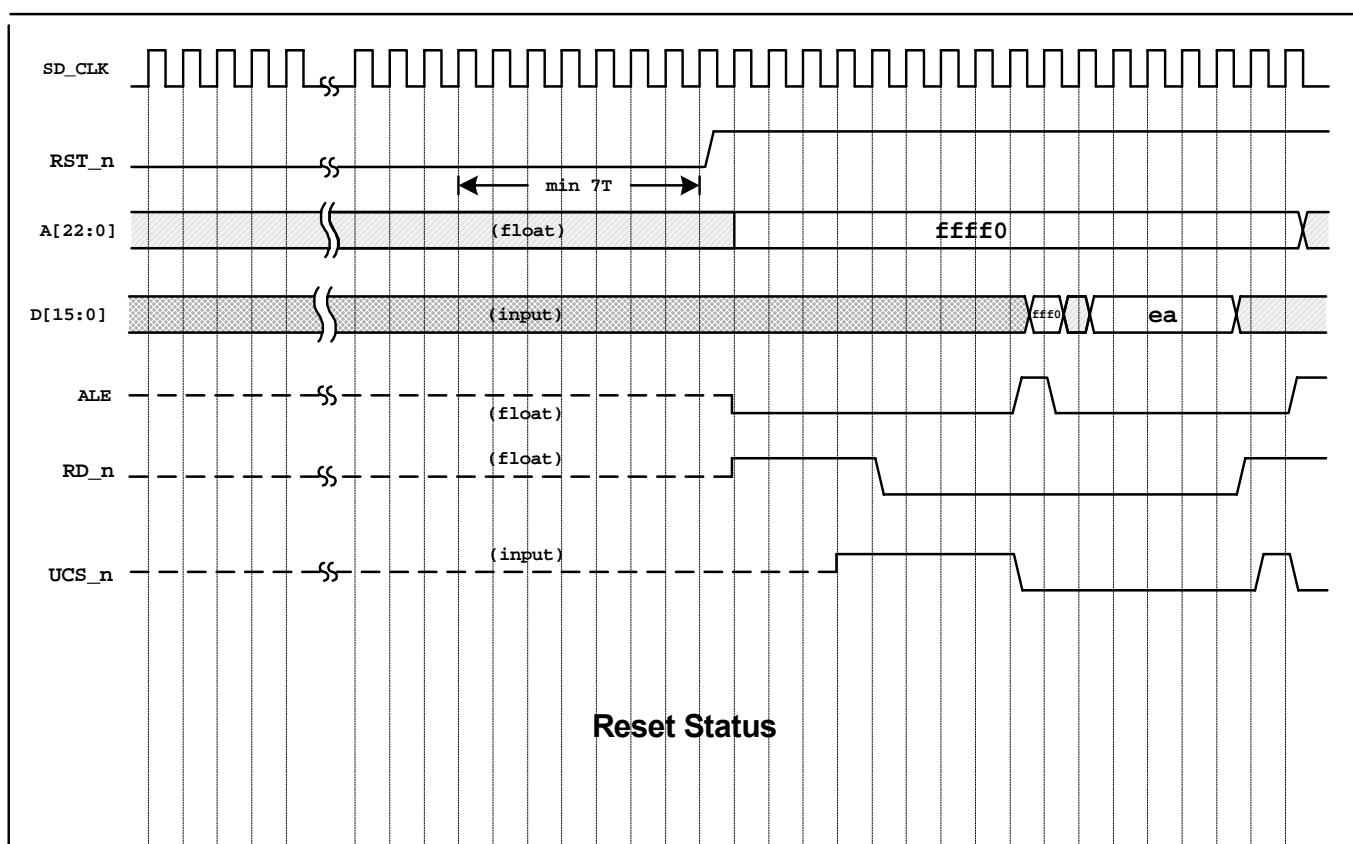 SD_CLK
RST_n
min 7T
A[22:0]
(float)
ffff0
D[15:0]
(input)
fff0
ea
ALE
(float)
RD_n
(float)
UCS_n
(input)
Reset Status